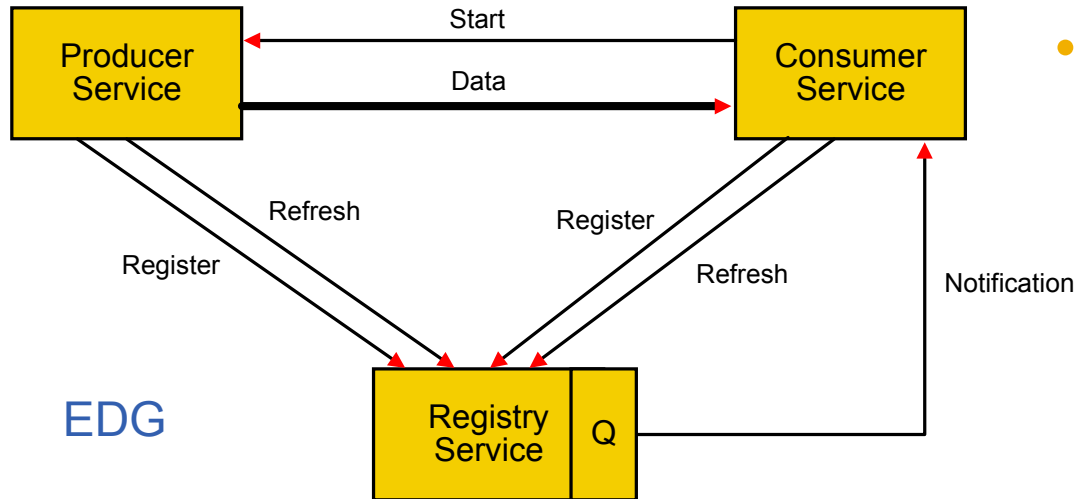 Start
Producer
Service
Consumer
Service
Data
Refresh
Register
Register
Refresh
Notification
EDG
Registry
Service
Q